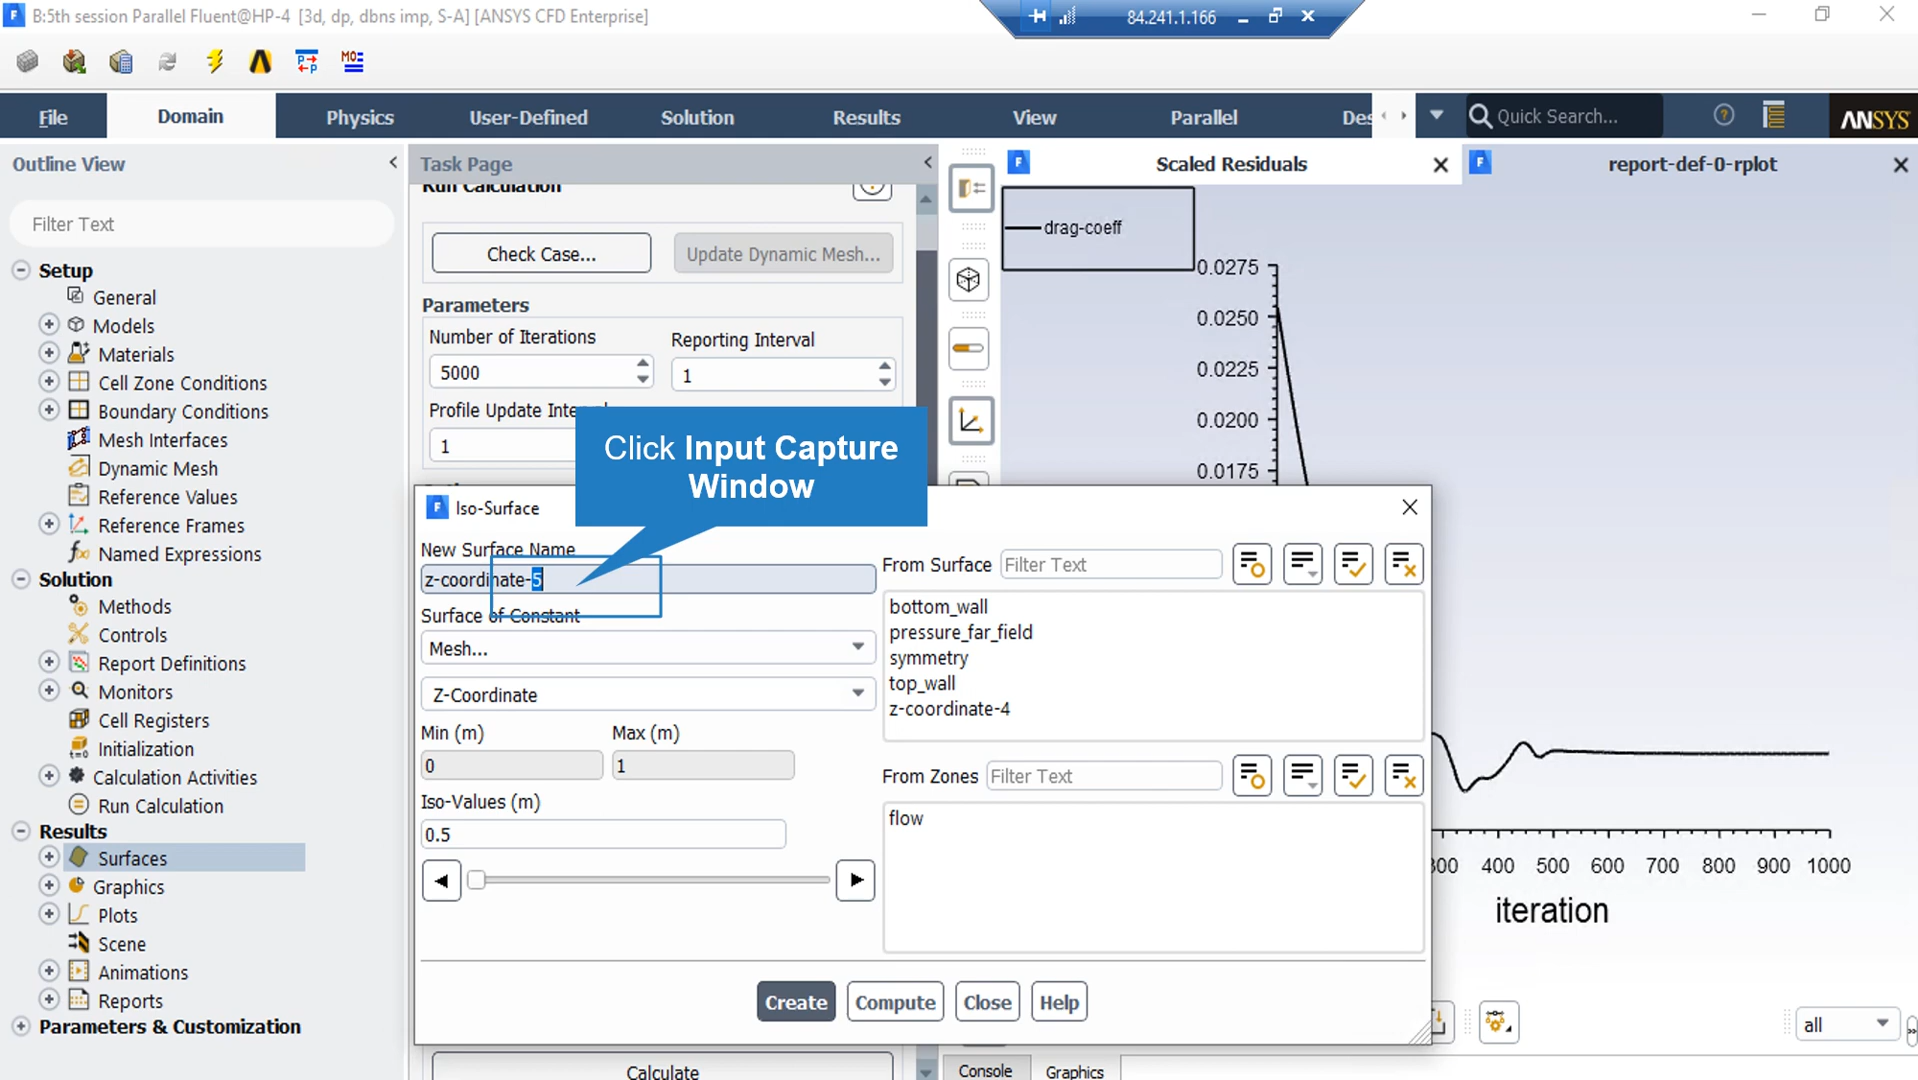 B:5th session Parallel Fluent@HP-4 [3d, dp, dbns imp, S-A] [ANSYS CFD Enterprise]
84.241.1.166
File
Domain
Physics
User-Defined
Solution
Results
View
Parallel
Des
Quick Search...
ANSYS
Outline View
Filter Text
Setup
General
Models
Materials
Cell Zone Conditions
Boundary Conditions
Mesh Interfaces
Dynamic Mesh
Reference Values
Reference Frames
Named Expressions
Solution
Methods
Controls
Report Definitions
Monitors
Cell Registers
Initialization
Calculation Activities
Run Calculation
Results
Surfaces
Graphics
Plots
Scene
Animations
Reports
Parameters & Customization
Task Page
Run Calculation
Check Case...
Update Dynamic Mesh...
Parameters
Number of Iterations
Reporting Interval
5000
1
Profile Update Interval
1
Click Input Capture
Window
Iso-Surface
New Surface Name
z-coordinate-5
Surface of Constant
Mesh...
Z-Coordinate
Min (m)
Max (m)
0
1
Iso-Values (m)
0.5
From Surface
Filter Text
bottom_wall
pressure_far_field
symmetry
top_wall
z-coordinate-4
From Zones
Filter Text
flow
Create
Compute
Close
Help
Calculate
Scaled Residuals
report-def-0-rplot
drag-coeff
0.0275
0.0250
0.0225
0.0200
0.0175
300 400 500 600 700 800 900 1000
iteration
all
Console
Graphics